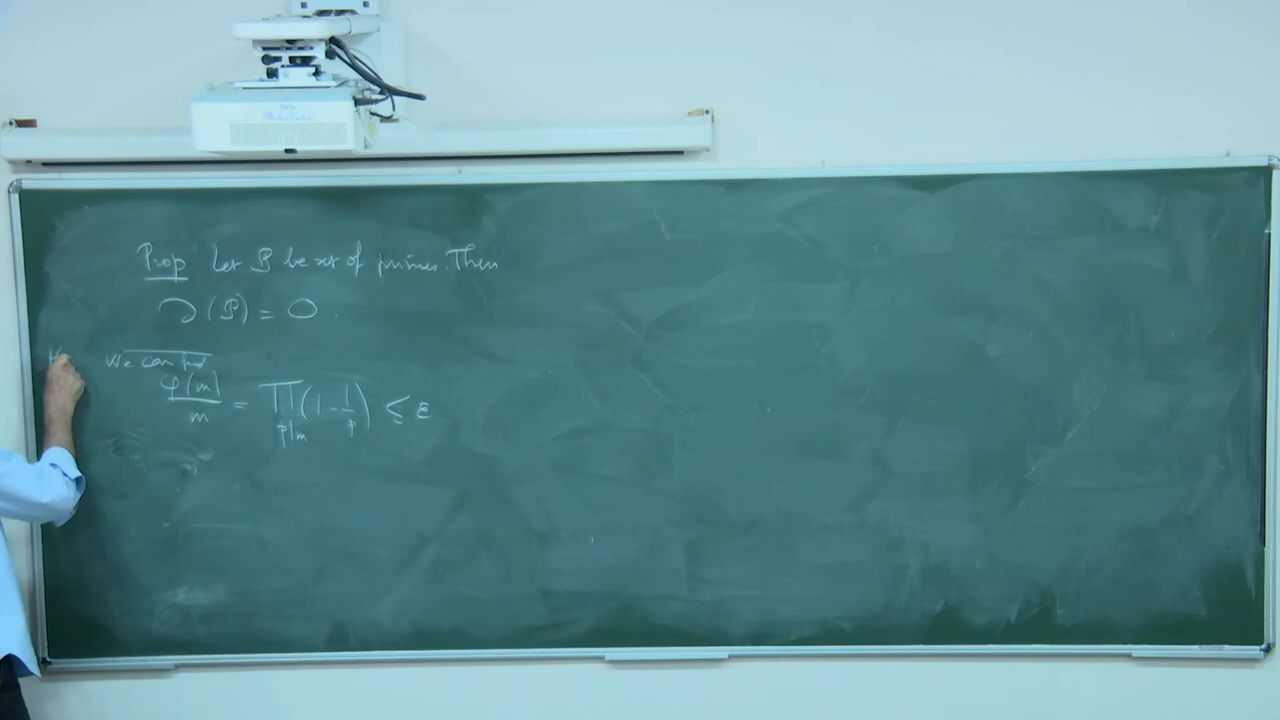 Prop Let P be set of primes. Then
∂(P) = 0.
We can find
φ(m)/m = ∏_{p|m} (1 - 1/p) ≤ ε